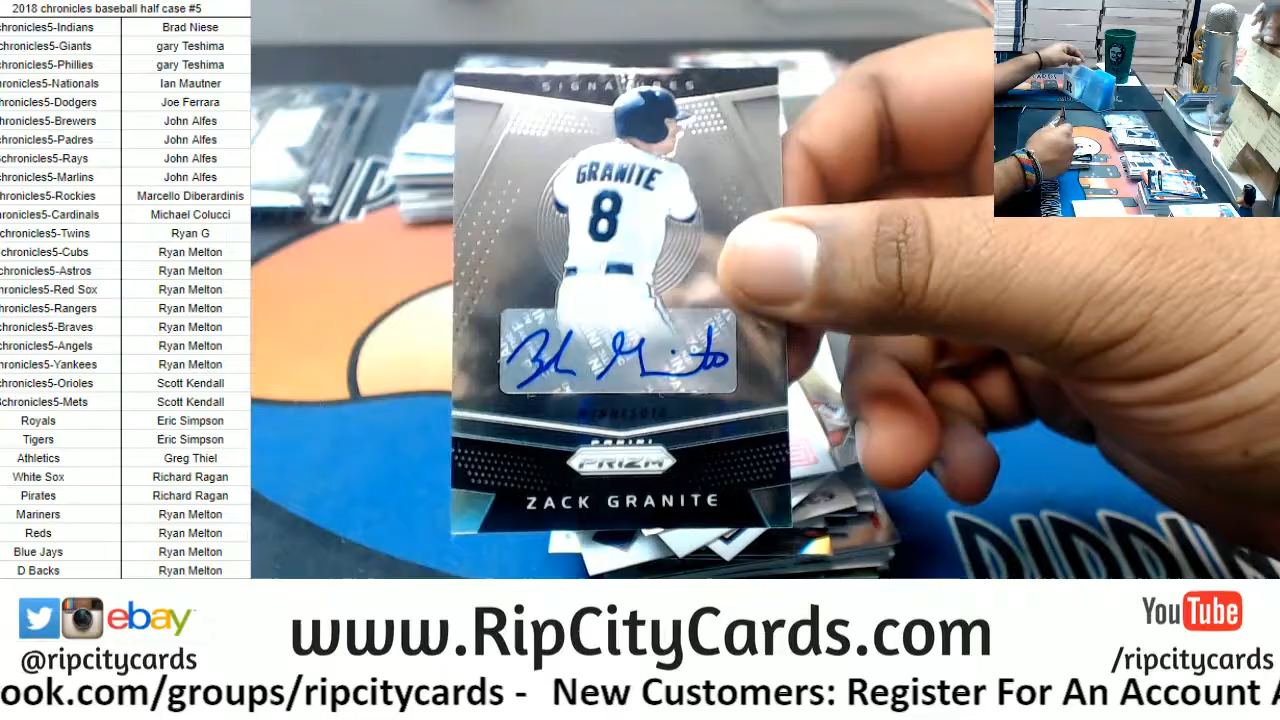 2018 chronicles baseball half case #5
chronicles5-Indians Brad Niese
chronicles5-Giants gary Teshima
chronicles5-Phillies gary Teshima
chronicles5-Nationals Ian Mautner
chronicles5-Dodgers Joe Ferrara
chronicles5-Brewers John Alfes
chronicles5-Padres John Alfes
chronicles5-Rays John Alfes
chronicles5-Marlins John Alfes
chronicles5-Rockies Marcello Diberardinis
chronicles5-Cardinals Michael Colucci
chronicles5-Twins Ryan G
chronicles5-Cubs Ryan Melton
chronicles5-Astros Ryan Melton
chronicles5-Red Sox Ryan Melton
chronicles5-Rangers Ryan Melton
chronicles5-Braves Ryan Melton
chronicles5-Angels Ryan Melton
chronicles5-Yankees Ryan Melton
chronicles5-Orioles Scott Kendall
chronicles5-Mets Scott Kendall
Royals Eric Simpson
Tigers Eric Simpson
Athletics Greg Thiel
White Sox Richard Ragan
Pirates Richard Ragan
Mariners Ryan Melton
Reds Ryan Melton
Blue Jays Ryan Melton
D Backs Ryan Melton
SIGNATURES
GRANITE
8
MINNESOTA
PANINI
PRIZM
ZACK GRANITE
ebay
@ripcitycards
www.RipCityCards.com
YouTube
/ripcitycards
ook.com/groups/ripcitycards - New Customers: Register For An Account A